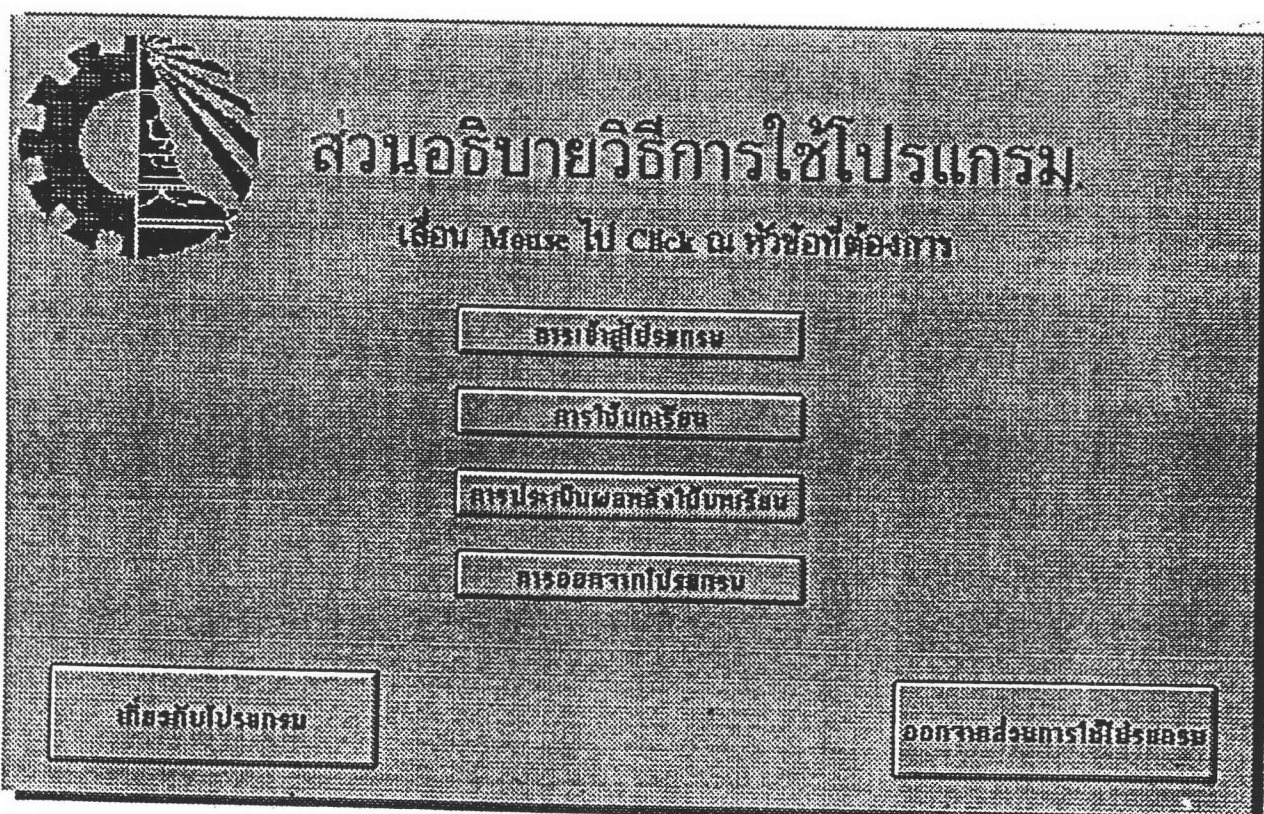 ส่วนอธิบายวิธีการใช้โปรแกรม
เลื่อน Mouse ไป Click ณ หัวข้อที่ต้องการ
การเข้าสู่โปรแกรม
การใช้บทเรียน
การประเมินผลหลังใช้บทเรียน
การออกจากโปรแกรม
เกี่ยวกับโปรแกรม
ออกจากส่วนการใช้โปรแกรม